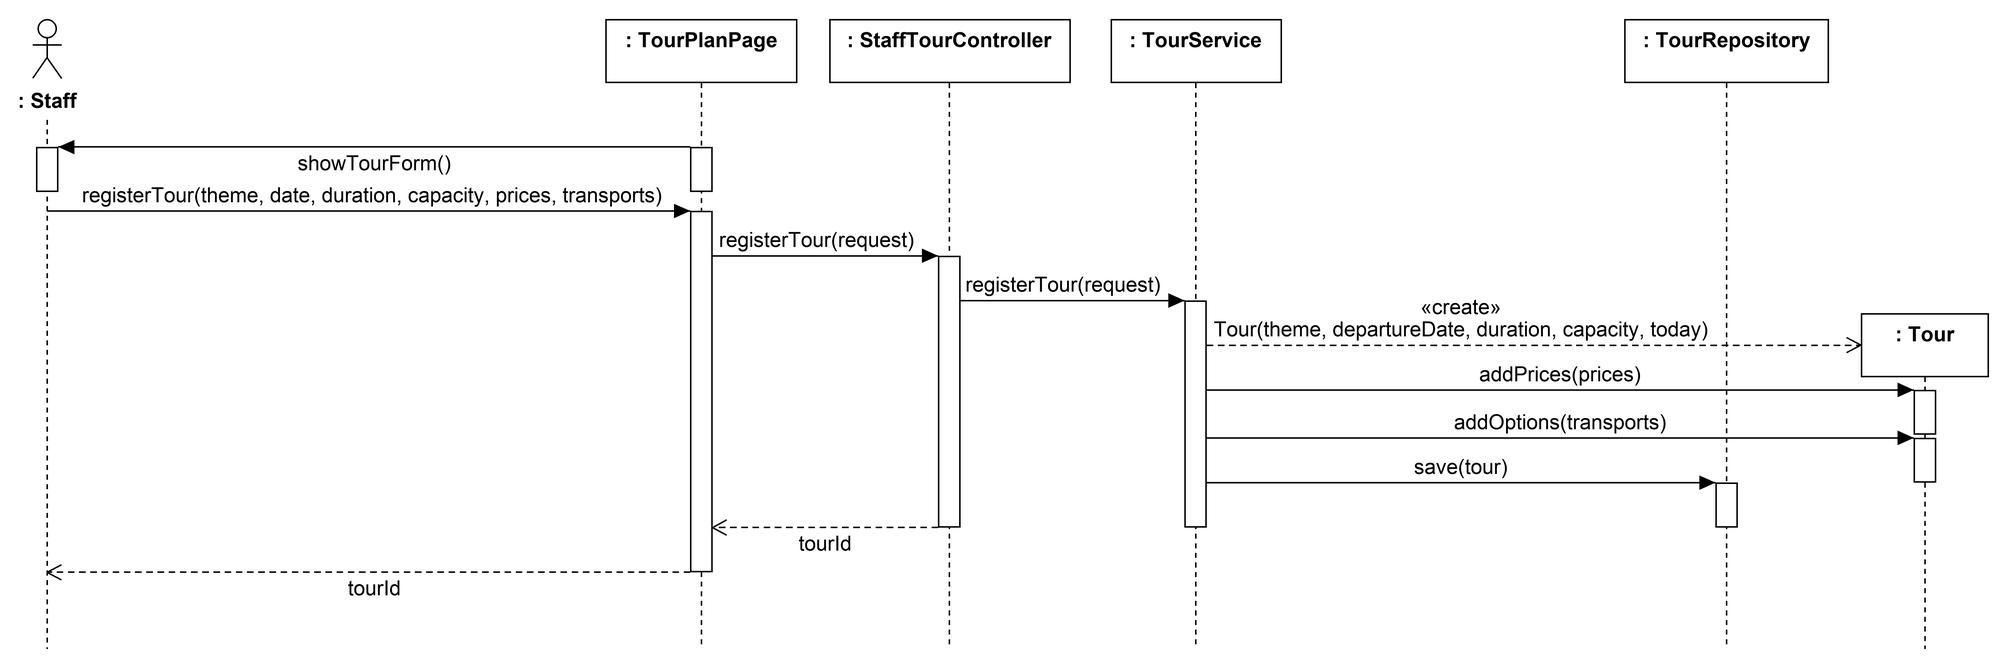 : Staff
: TourPlanPage
: StaffTourController
: TourService
: TourRepository
showTourForm()
registerTour(theme, date, duration, capacity, prices, transports)
registerTour(request)
registerTour(request)
«create»
Tour(theme, departureDate, duration, capacity, today)
: Tour
addPrices(prices)
addOptions(transports)
save(tour)
tourId
tourId